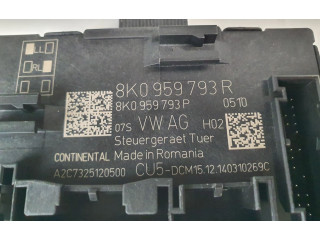 LL
RL
8K0 959 793 R
8K0 959 793 P 0510
07S VW AG H02
Steuergeraet Tuer
CONTINENTAL Made in Romania
A2C7325120500 CU5-DCM15.12.140310269C